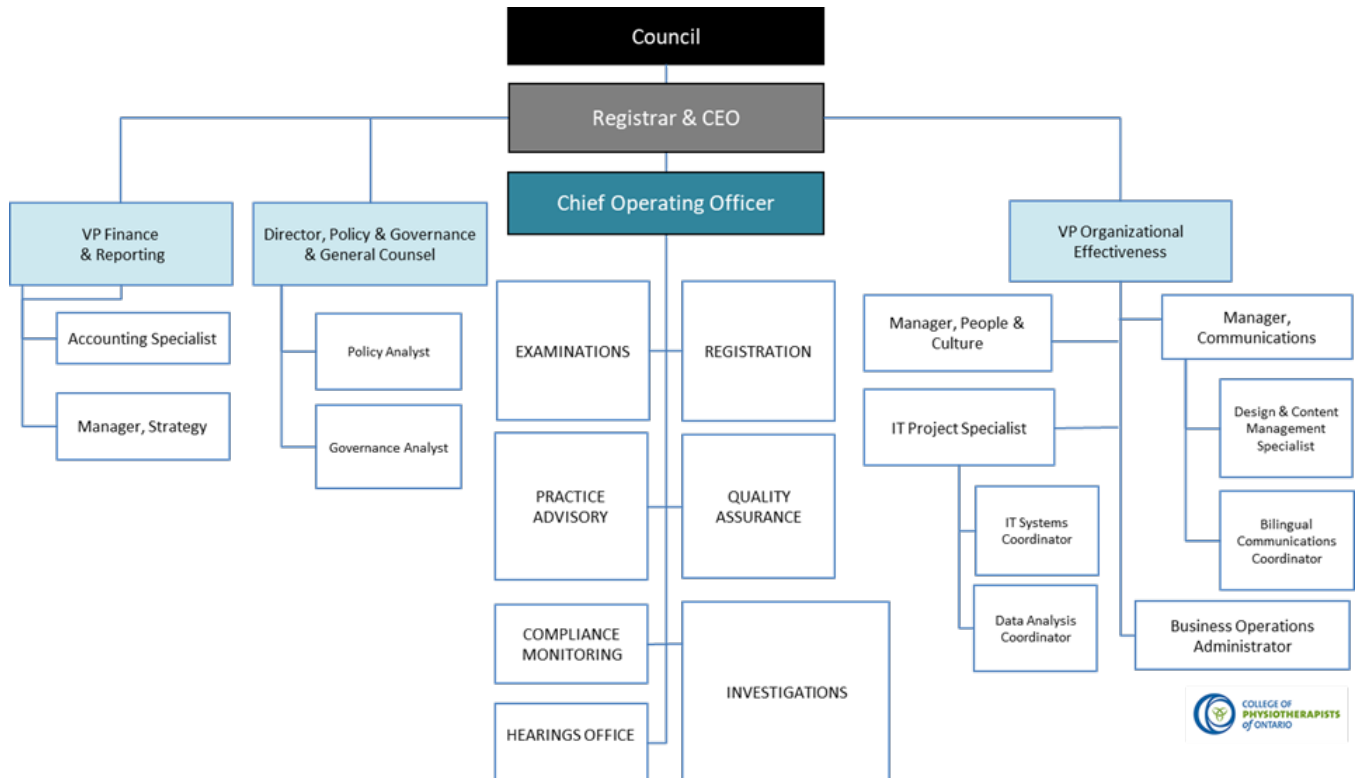 Council
Registrar & CEO
Chief Operating Officer
VP Finance
& Reporting
Accounting Specialist
Manager, Strategy
Director, Policy & Governance
& General Counsel
Policy Analyst
Governance Analyst
EXAMINATIONS
REGISTRATION
PRACTICE
ADVISORY
QUALITY
ASSURANCE
COMPLIANCE
MONITORING
INVESTIGATIONS
HEARINGS OFFICE
VP Organizational
Effectiveness
Manager, People &
Culture
IT Project Specialist
IT Systems
Coordinator
Data Analysis
Coordinator
Manager,
Communications
Design & Content
Management
Specialist
Bilingual
Communications
Coordinator
Business Operations
Administrator
COLLEGE OF
PHYSIOTHERAPISTS
of ONTARIO